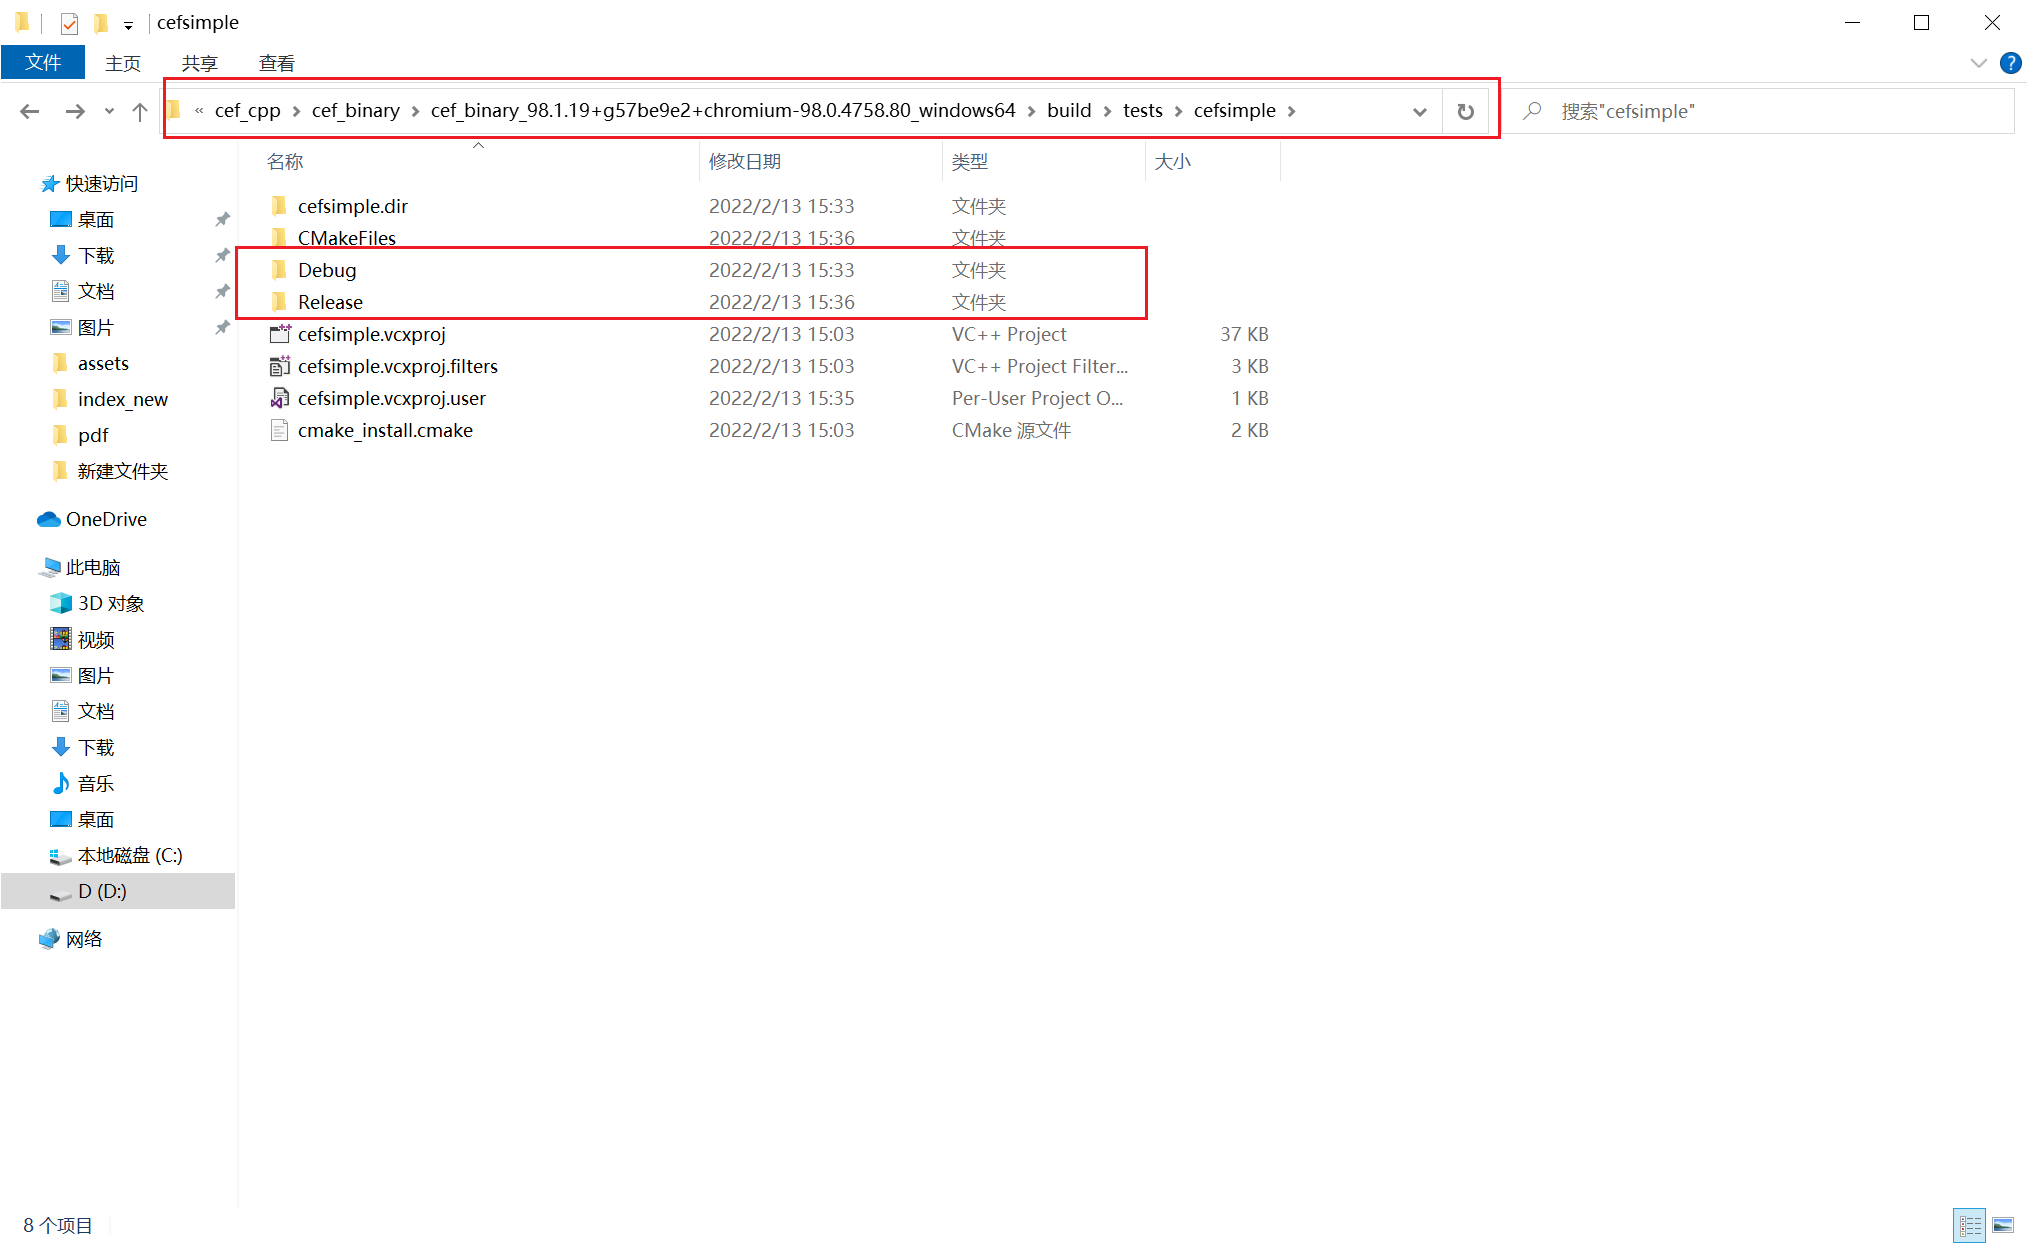 cefsimple
文件 主页 共享 查看
« cef_cpp > cef_binary > cef_binary_98.1.19+g57be9e2+chromium-98.0.4758.80_windows64 > build > tests > cefsimple >
搜索"cefsimple"
名称 修改日期 类型 大小
快速访问
桌面
下载
文档
图片
assets
index_new
pdf
新建文件夹
OneDrive
此电脑
3D 对象
视频
图片
文档
下载
音乐
桌面
本地磁盘 (C:)
D (D:)
网络
cefsimple.dir 2022/2/13 15:33 文件夹
CMakeFiles 2022/2/13 15:36 文件夹
Debug 2022/2/13 15:33 文件夹
Release 2022/2/13 15:36 文件夹
cefsimple.vcxproj 2022/2/13 15:03 VC++ Project 37 KB
cefsimple.vcxproj.filters 2022/2/13 15:03 VC++ Project Filter... 3 KB
cefsimple.vcxproj.user 2022/2/13 15:35 Per-User Project O... 1 KB
cmake_install.cmake 2022/2/13 15:03 CMake 源文件 2 KB
8 个项目